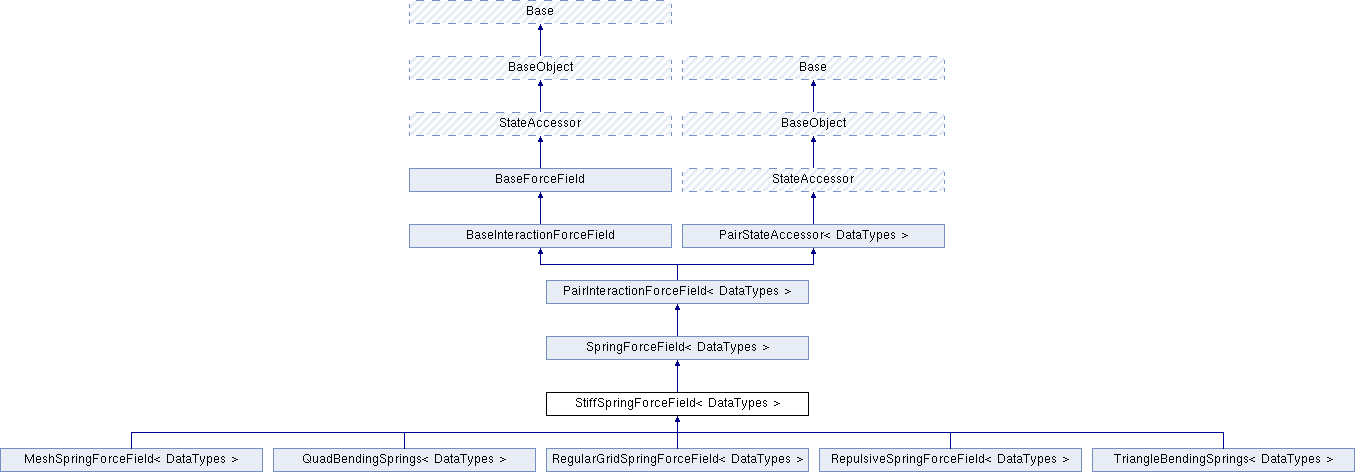 Base
BaseObject
Base
StateAccessor
BaseObject
BaseForceField
StateAccessor
BaseInteractionForceField
PairStateAccessor< DataTypes >
PairInteractionForceField< DataTypes >
SpringForceField< DataTypes >
StiffSpringForceField< DataTypes >
MeshSpringForceField< DataTypes >
QuadBendingSprings< DataTypes >
RegularGridSpringForceField< DataTypes >
RepulsiveSpringForceField< DataTypes >
TriangleBendingSprings< DataTypes >